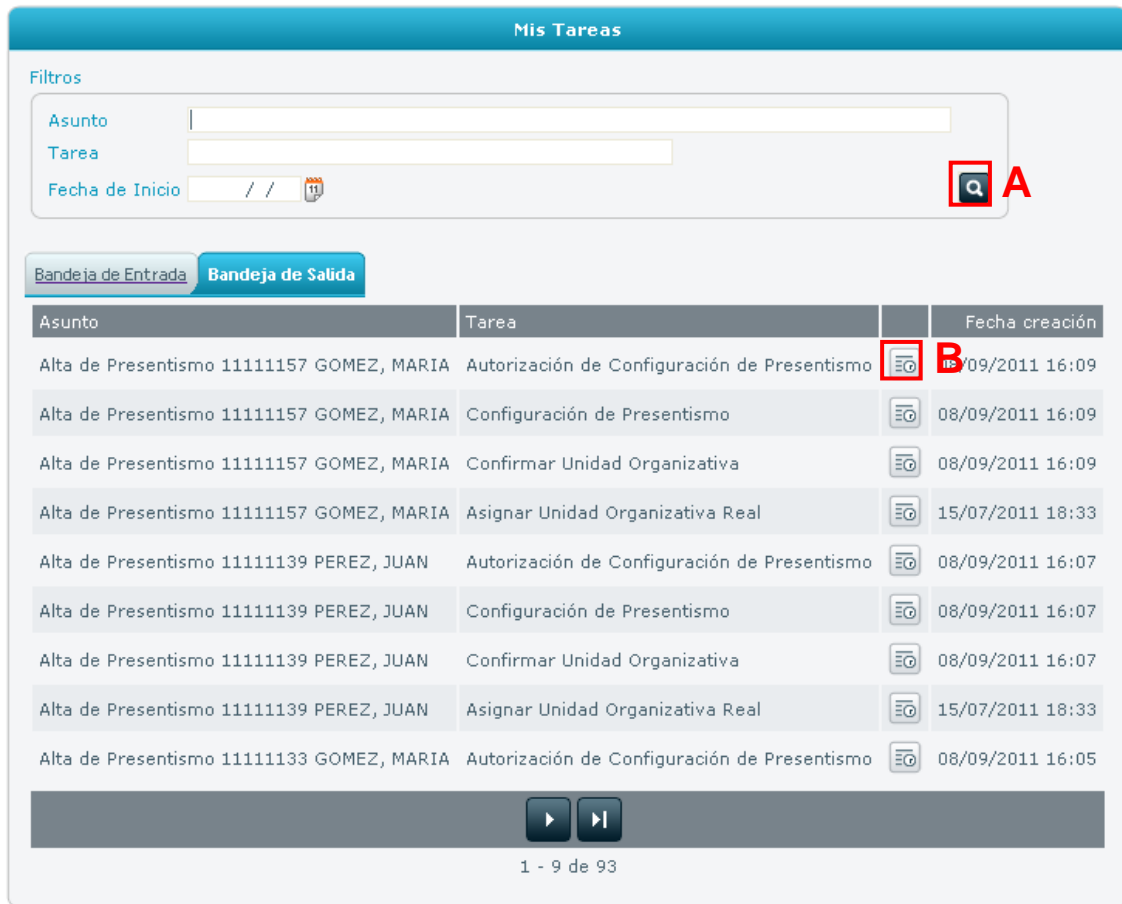 Mis Tareas
Filtros
Asunto
Tarea
Fecha de Inicio / / 11 A
Bandeja de Entrada Bandeja de Salida
Asunto Tarea Fecha creación
Alta de Presentismo 11111157 GOMEZ, MARIA Autorización de Configuración de Presentismo B 08/09/2011 16:09
Alta de Presentismo 11111157 GOMEZ, MARIA Configuración de Presentismo 08/09/2011 16:09
Alta de Presentismo 11111157 GOMEZ, MARIA Confirmar Unidad Organizativa 08/09/2011 16:09
Alta de Presentismo 11111157 GOMEZ, MARIA Asignar Unidad Organizativa Real 15/07/2011 18:33
Alta de Presentismo 11111139 PEREZ, JUAN Autorización de Configuración de Presentismo 08/09/2011 16:07
Alta de Presentismo 11111139 PEREZ, JUAN Configuración de Presentismo 08/09/2011 16:07
Alta de Presentismo 11111139 PEREZ, JUAN Confirmar Unidad Organizativa 08/09/2011 16:07
Alta de Presentismo 11111139 PEREZ, JUAN Asignar Unidad Organizativa Real 15/07/2011 18:33
Alta de Presentismo 11111133 GOMEZ, MARIA Autorización de Configuración de Presentismo 08/09/2011 16:05
1 - 9 de 93